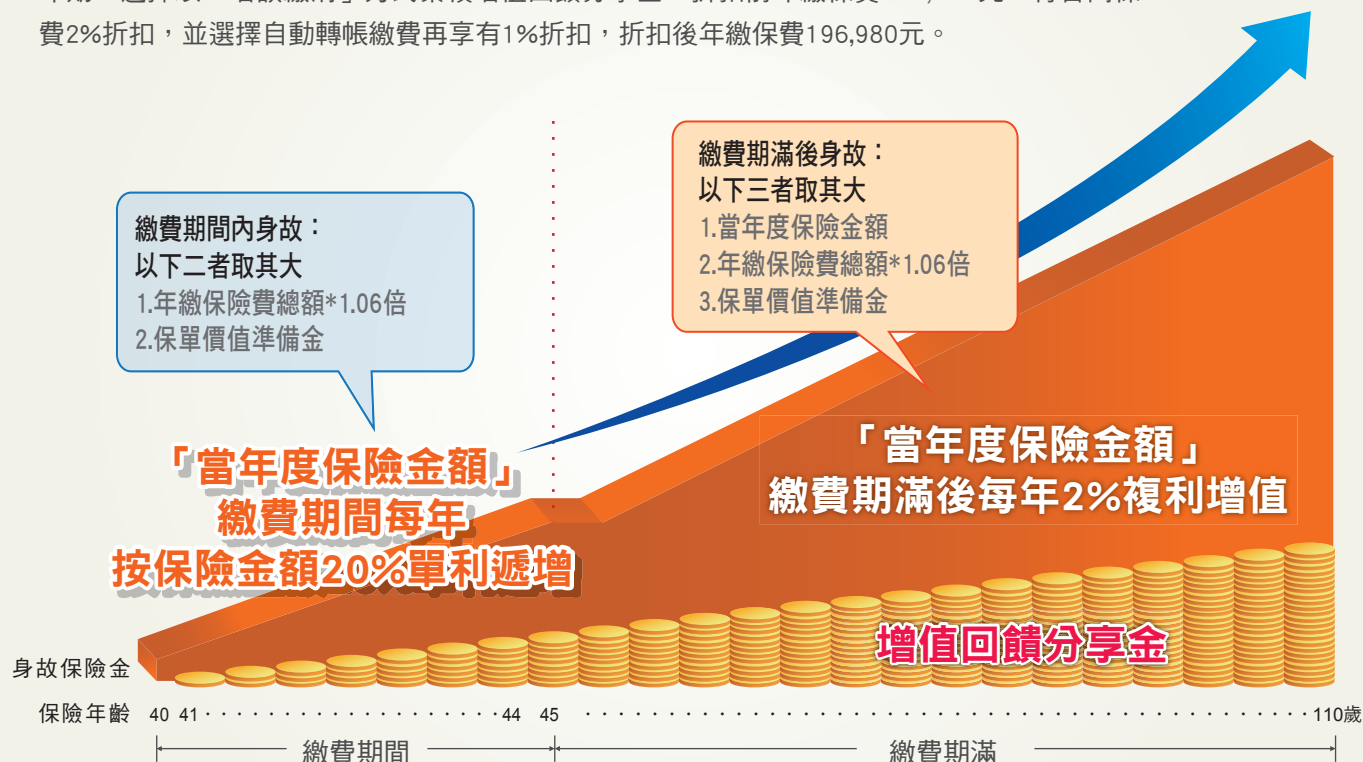 費2%折扣，並選擇自動轉帳繳費再享有1%折扣，折扣後年繳保費196,980元。
繳費期滿後身故：
以下三者取其大
1.當年度保險金額
2.年繳保險費總額*1.06倍
3.保單價值準備金
繳費期間內身故：
以下二者取其大
1.年繳保險費總額*1.06倍
2.保單價值準備金
「當年度保險金額」
繳費期間每年
按保險金額20%單利遞增
「當年度保險金額」
繳費期滿後每年2%複利增值
增值回饋分享金
身故保險金
保險年齡 40 41 44 45 110歲
繳費期間 繳費期滿